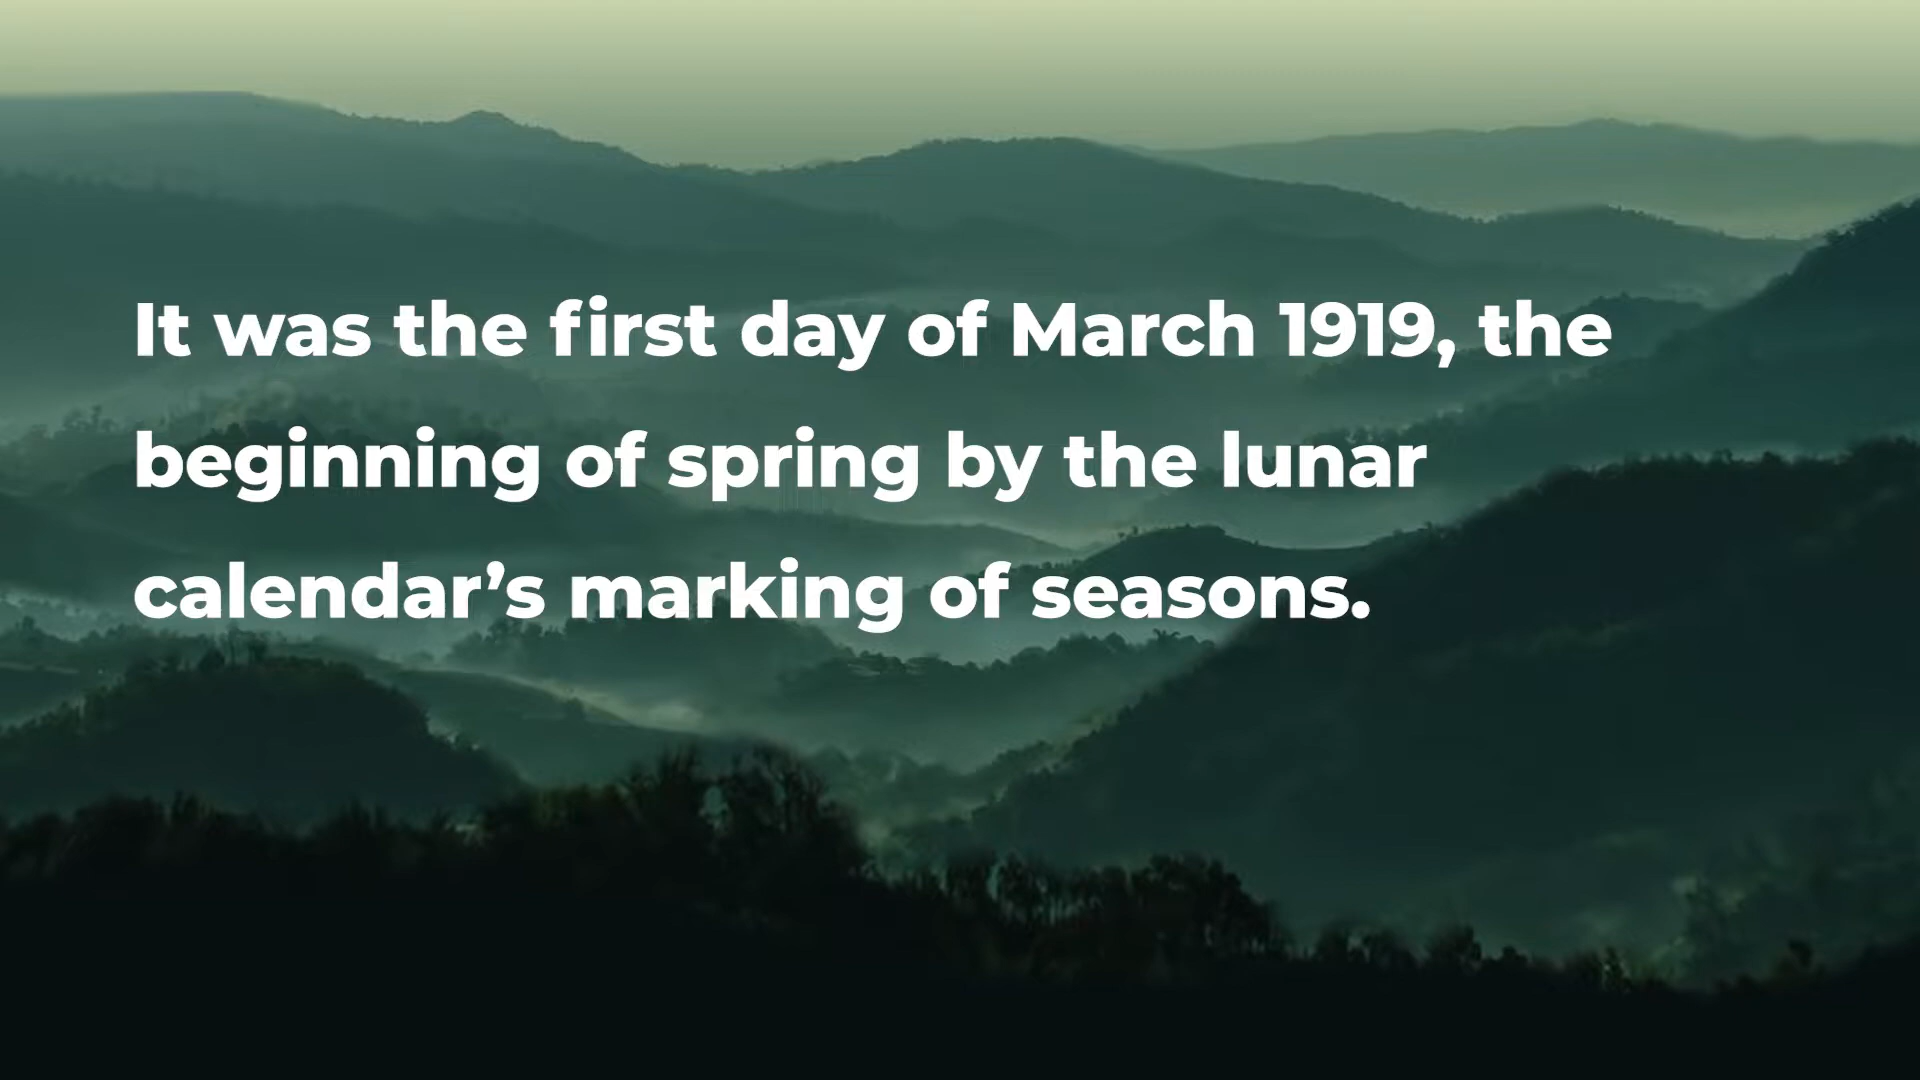 It was the first day of March 1919, the
beginning of spring by the lunar
calendar’s marking of seasons.